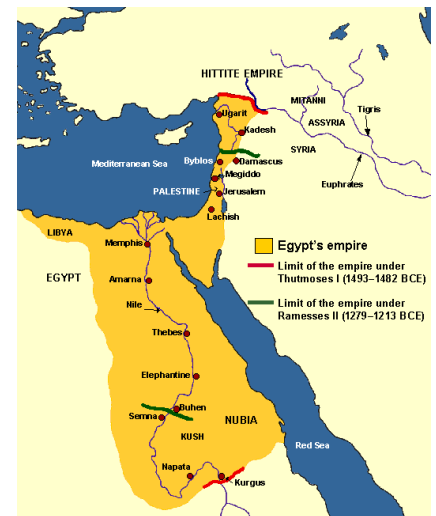 HITTITE EMPIRE
MITANNI
Ugarit
Tigris
ASSYRIA
Kadesh
SYRIA
Mediterranean Sea
Byblos
Damascus
Megiddo
Euphrates
PALESTINE
Jerusalem
Lachish
LIBYA
Memphis
Egypt's empire
EGYPT
Amarna
Limit of the empire under
Thutmoses I (1493–1482 BCE)
Nile
Limit of the empire under
Ramesses II (1279–1213 BCE)
Thebes
Elephantine
Buhen
Semna
NUBIA
KUSH
Red Sea
Napata
Kurgus